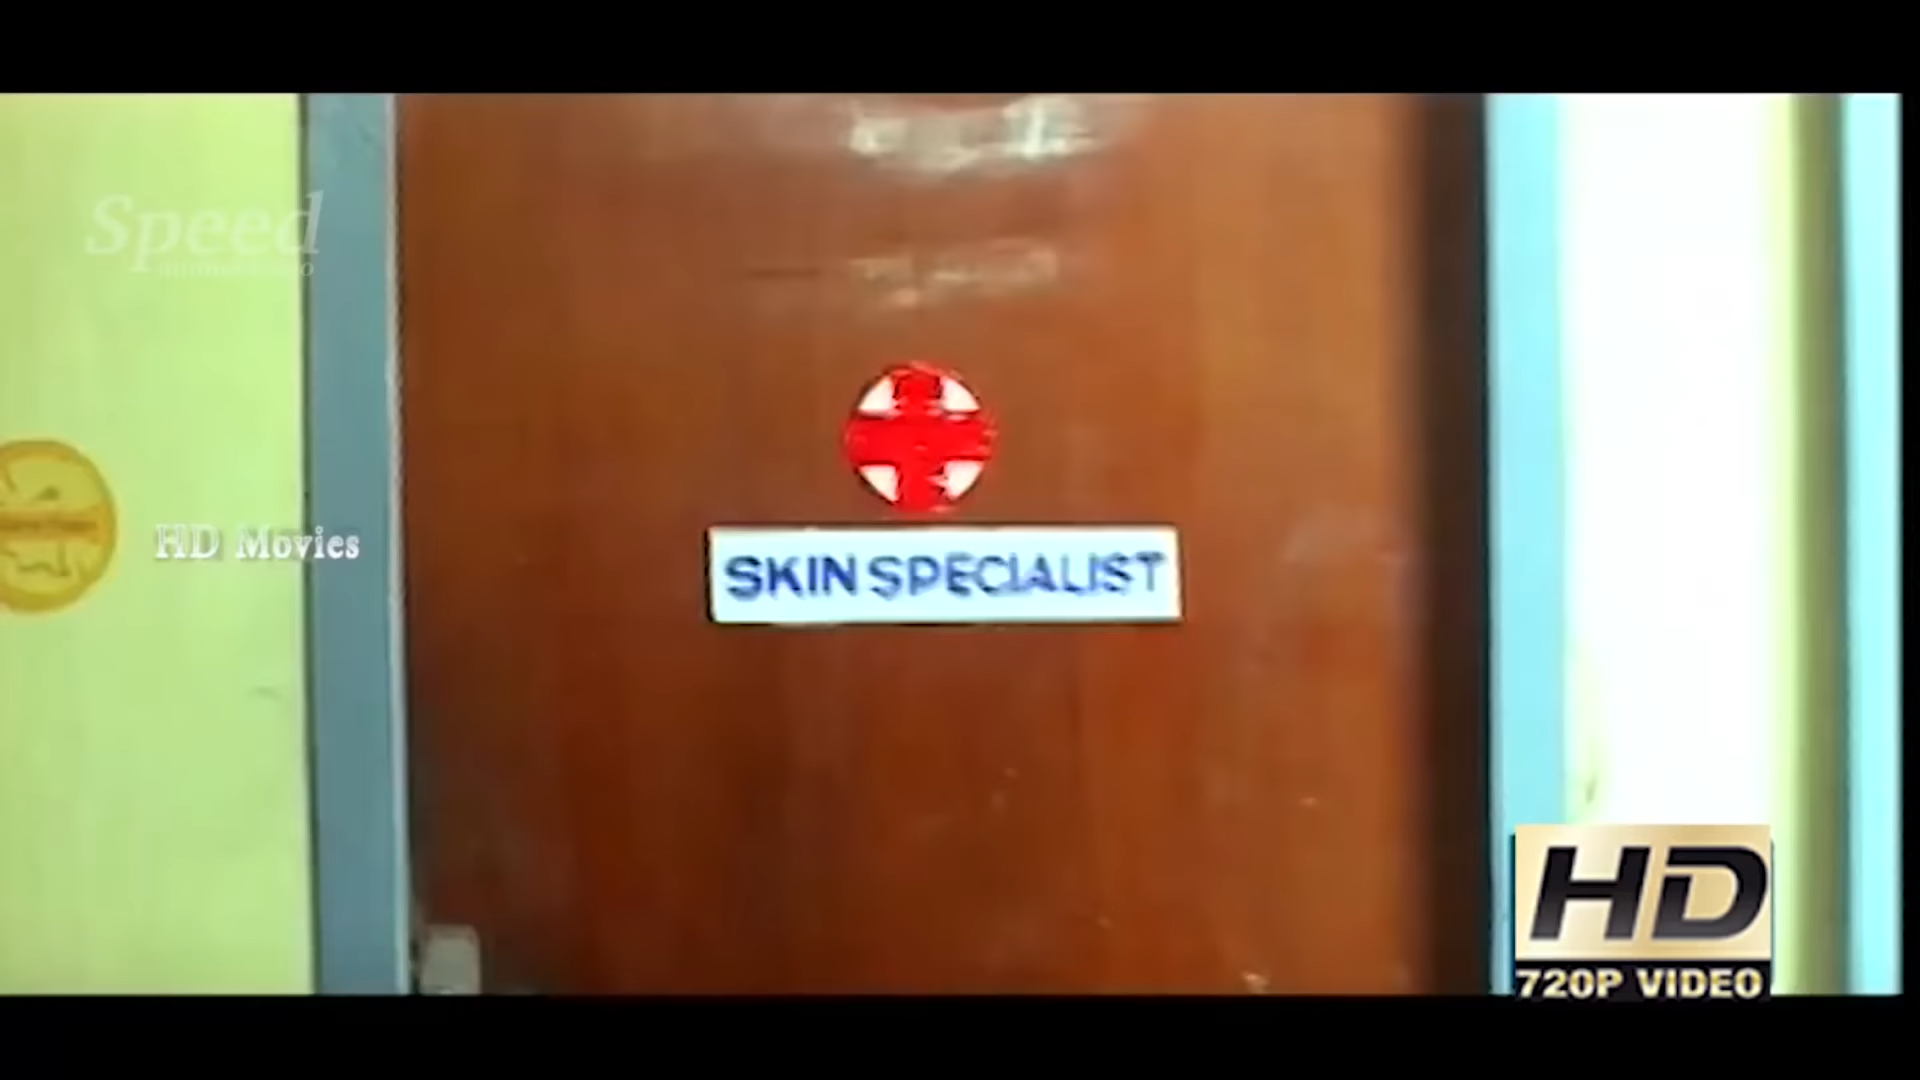 Speed
HD Movies
SKIN SPECIALIST
HD
720P VIDEO